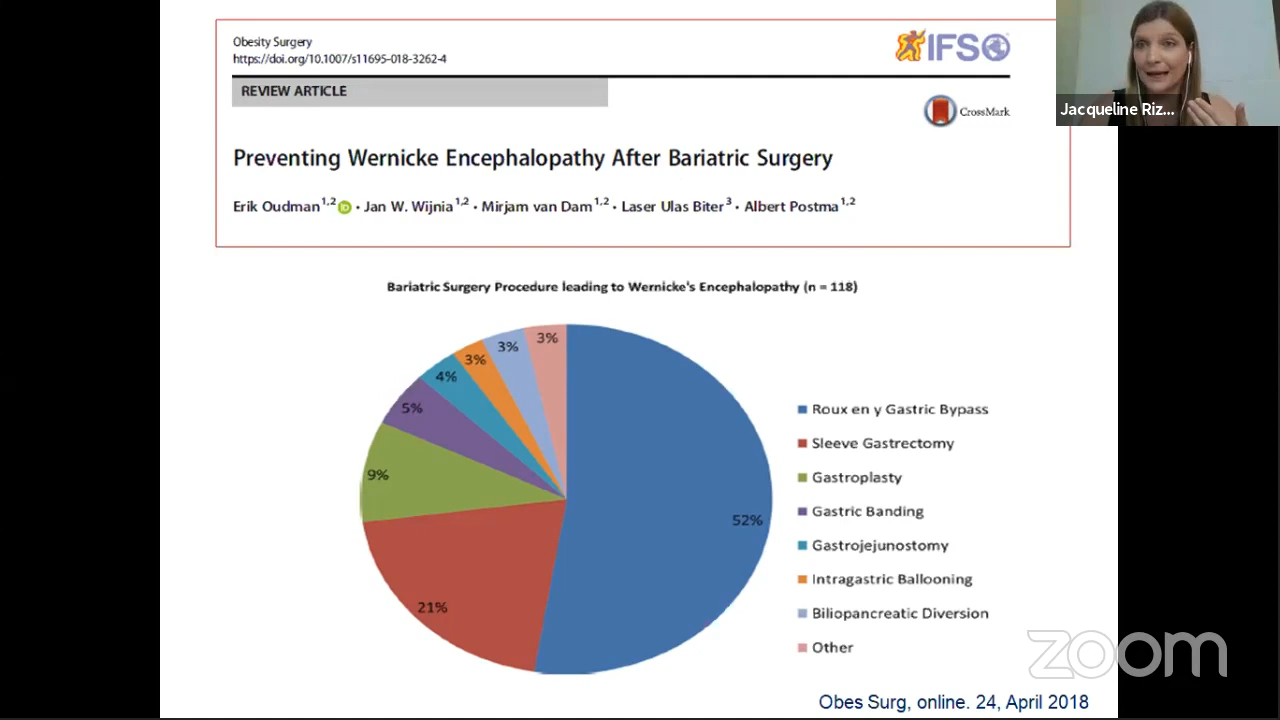 Obesity Surgery
https://doi.org/10.1007/s11695-018-3262-4
IFSO
REVIEW ARTICLE
CrossMark
Jacqueline Riz...
Preventing Wernicke Encephalopathy After Bariatric Surgery
Erik Oudman1,2 iD · Jan W. Wijnia1,2 · Mirjam van Dam1,2 · Laser Ulas Biter3 · Albert Postma1,2
Bariatric Surgery Procedure leading to Wernicke's Encephalopathy (n = 118)
3%
3%
3%
4%
5%
9%
52%
21%
Roux en y Gastric Bypass
Sleeve Gastrectomy
Gastroplasty
Gastric Banding
Gastrojejunostomy
Intragastric Ballooning
Biliopancreatic Diversion
Other
zoom
Obes Surg, online. 24, April 2018